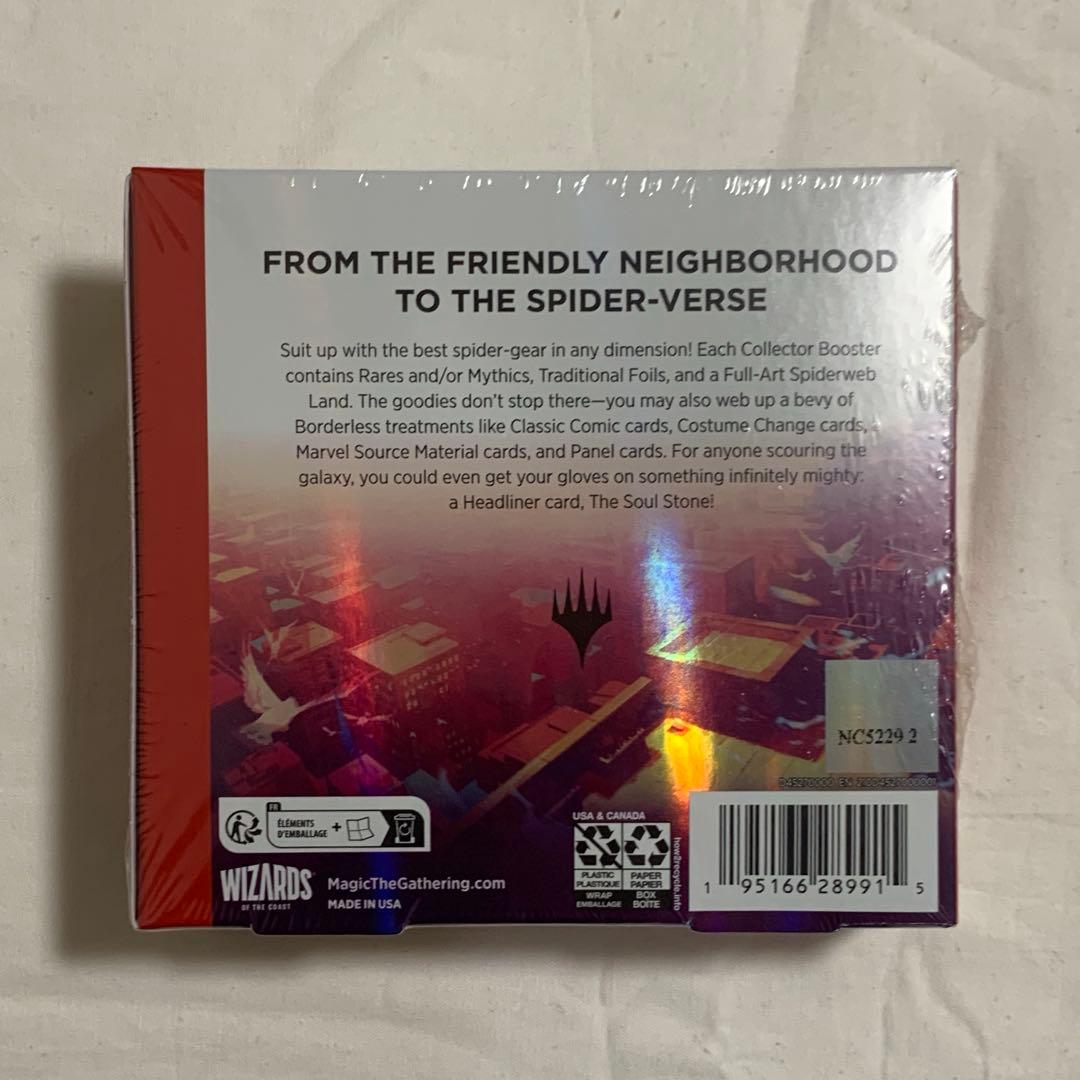 FROM THE FRIENDLY NEIGHBORHOOD
TO THE SPIDER-VERSE
Suit up with the best spider-gear in any dimension! Each Collector Booster
contains Rares and/or Mythics, Traditional Foils, and a Full-Art Spiderweb
Land. The goodies don't stop there—you may also web up a bevy of
Borderless treatments like Classic Comic cards, Costume Change cards,
Marvel Source Material cards, and Panel cards. For anyone scouring the
galaxy, you could even get your gloves on something infinitely mighty:
a Headliner card, The Soul Stone!
NC5229 2
EN
FR
ÉLÉMENTS
D'EMBALLAGE
+
WIZARDS
OF THE COAST
MagicTheGathering.com
MADE IN USA
USA & CANADA
PLASTIC
PLASTIQUE
WRAP
EMBALLAGE
PAPER
PAPIER
BOX
BOÎTE
how2recycle.info
1 95166 28991 5